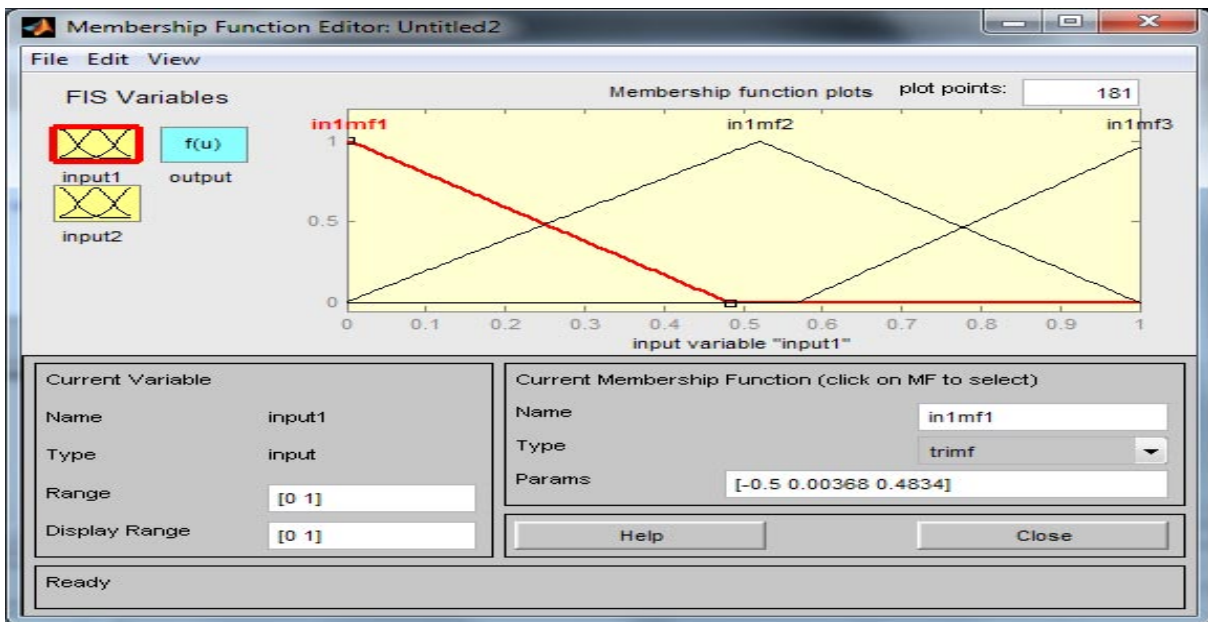 Membership Function Editor: Untitled2
File Edit View
FIS Variables
Membership function plots plot points: 181
f(u)
input1 output
input2
in1mf1 in1mf2 in1mf3
1
0.5
0
0 0.1 0.2 0.3 0.4 0.5 0.6 0.7 0.8 0.9 1
input variable "input1"
Current Variable
Name input1
Type input
Range [0 1]
Display Range [0 1]
Current Membership Function (click on MF to select)
Name in1mf1
Type trimf
Params [-0.5 0.00368 0.4834]
Help Close
Ready